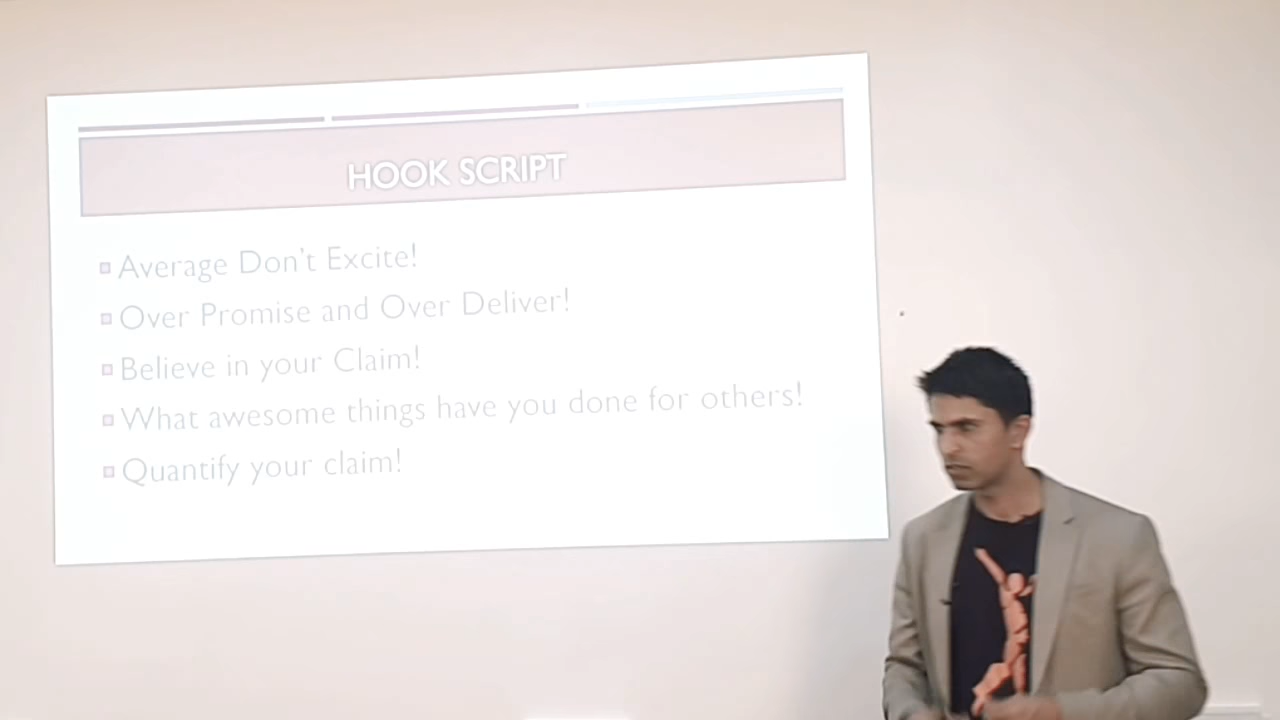 HOOK SCRIPT
Average Don't Excite!
Over Promise and Over Deliver!
Believe in your Claim!
What awesome things have you done for others!
Quantify your claim!